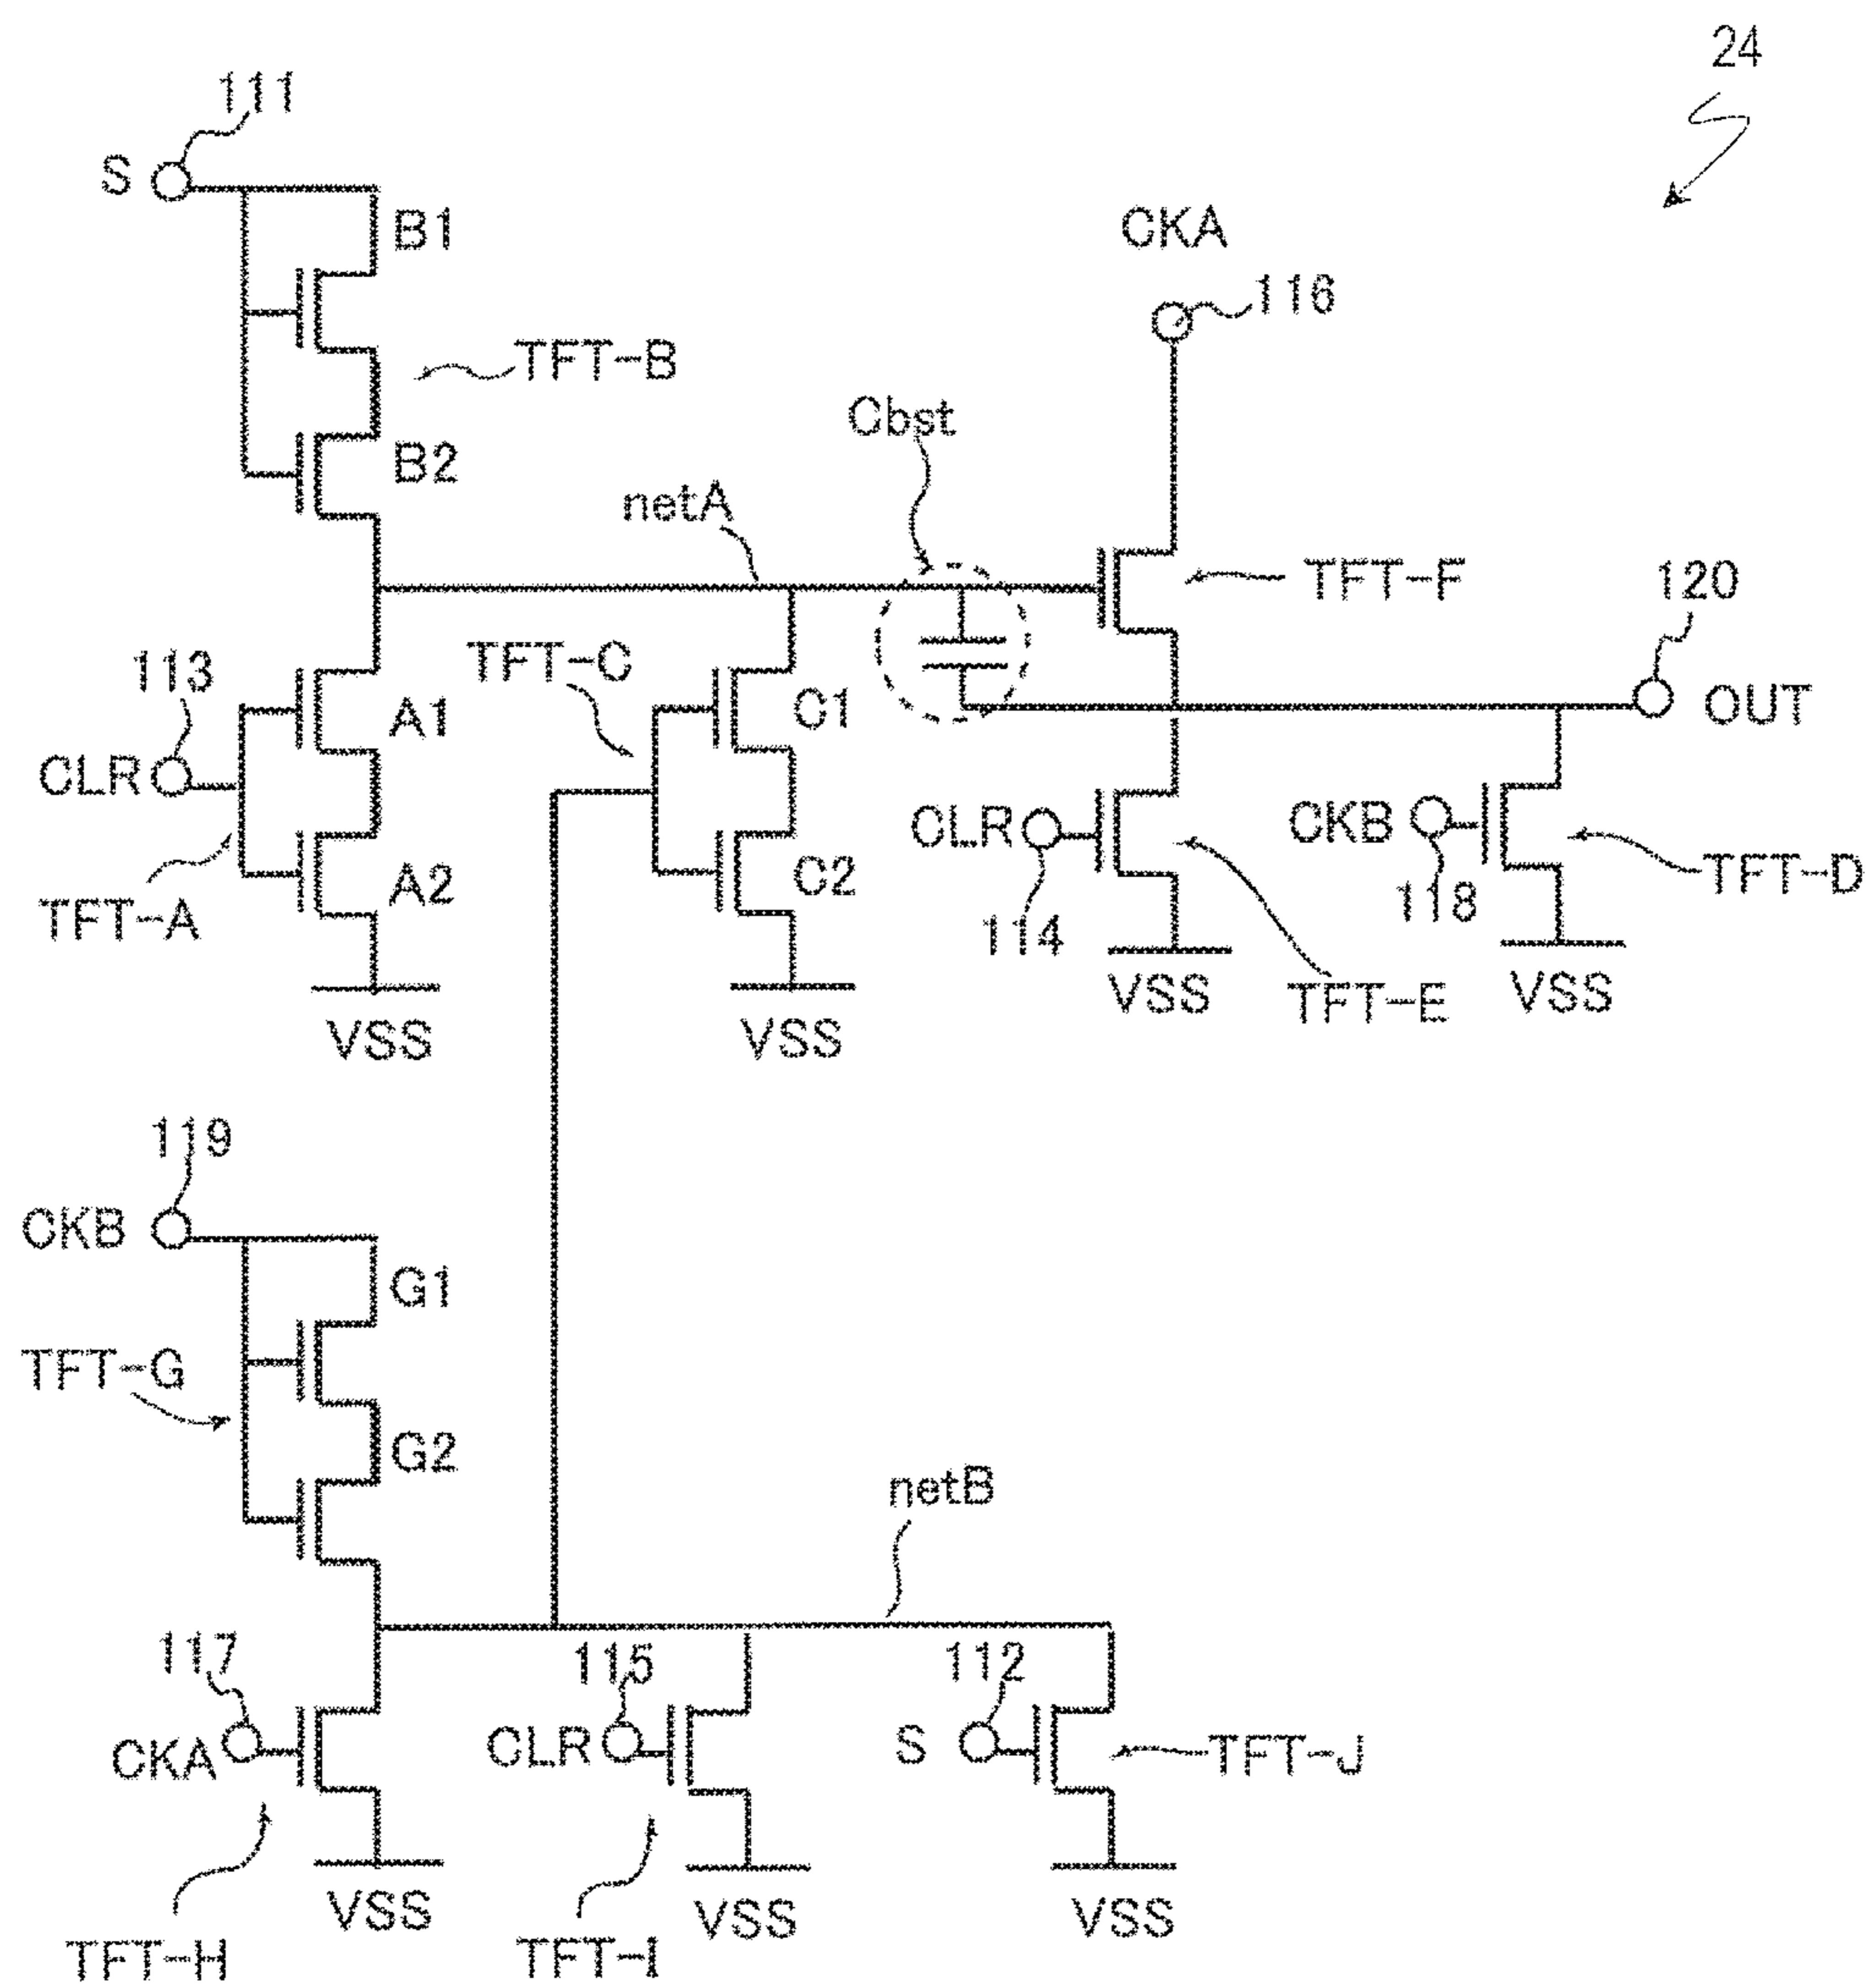 24
111
S
B1
CKA
116
TFT-B
Cbst
B2
netA
TFT-F
120
TFT-C
113
A1
C1
OUT
CLR
CLR
CKB
A2
C2
TFT-D
TFT-A
118
114
VSS
TFT-E
VSS
VSS
VSS
119
CKB
G1
TFT-G
G2
netB
117
115
112
CKA
CLR
S
TFT-J
VSS
VSS
VSS
TFT-H
TFT-I